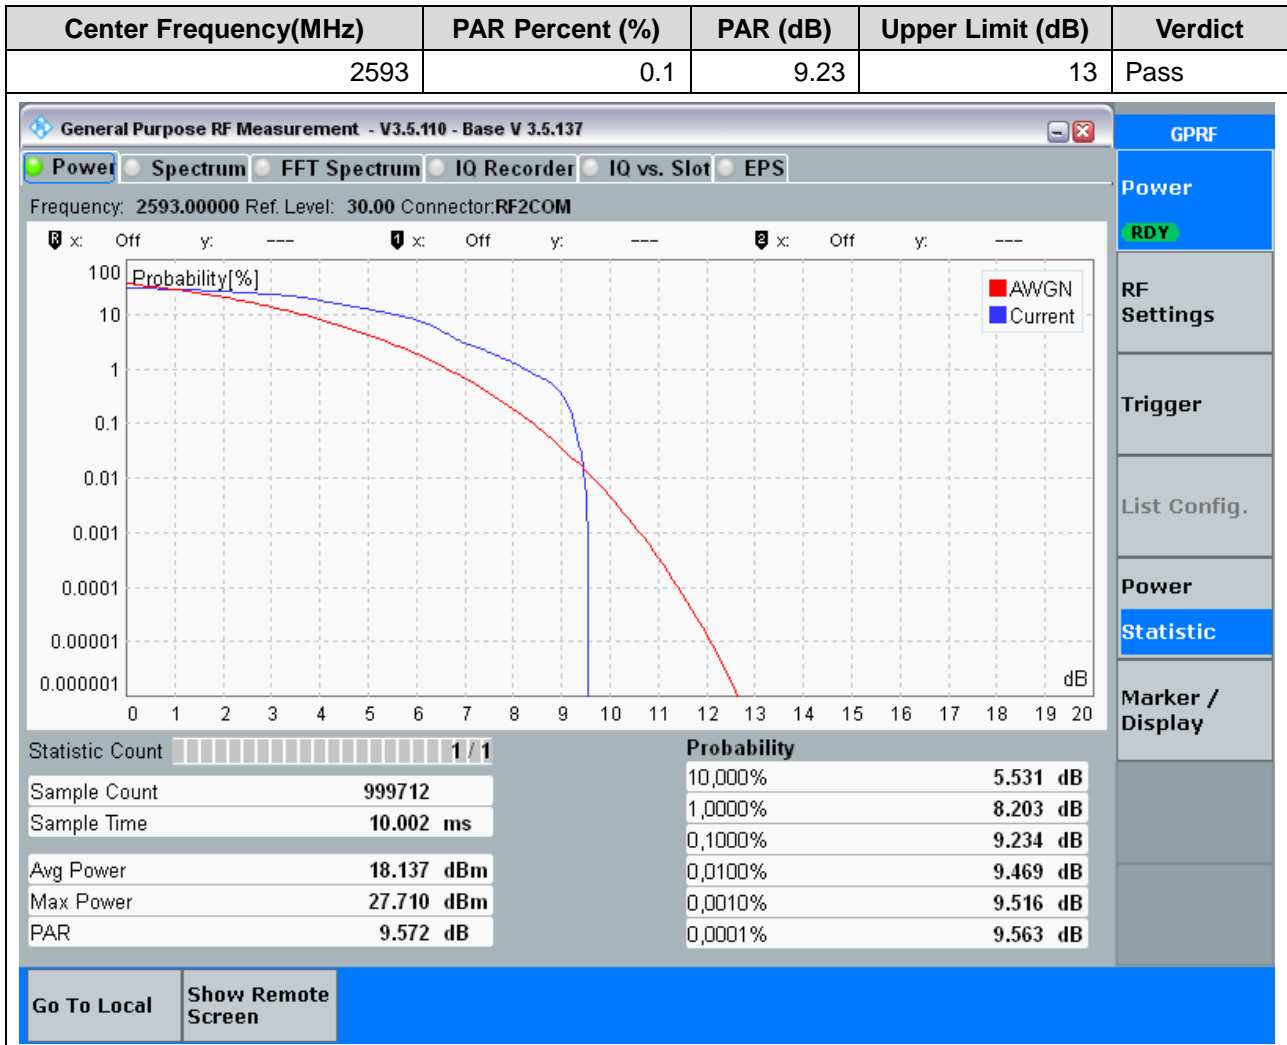 Center Frequency(MHz) PAR Percent (%) PAR (dB) Upper Limit (dB) Verdict
2593 0.1 9.23 13 Pass
General Purpose RF Measurement - V3.5.110 - Base V 3.5.137
GPRF
Power Spectrum FFT Spectrum IQ Recorder IQ vs. Slot EPS
Power
RDY
Frequency: 2593.00000 Ref. Level: 30.00 Connector:RF2COM
R x: Off y: --- 1 x: Off y: --- 2 x: Off y: ---
Probability[%]
100
10
1
0.1
0.01
0.001
0.0001
0.00001
0.000001
AWGN
Current
dB
0 1 2 3 4 5 6 7 8 9 10 11 12 13 14 15 16 17 18 19 20
RF
Settings
Trigger
List Config.
Power
Statistic
Marker /
Display
Statistic Count 1 / 1
Sample Count 999712
Sample Time 10.002 ms
Avg Power 18.137 dBm
Max Power 27.710 dBm
PAR 9.572 dB
Probability
10,000% 5.531 dB
1,0000% 8.203 dB
0,1000% 9.234 dB
0,0100% 9.469 dB
0,0010% 9.516 dB
0,0001% 9.563 dB
Go To Local
Show Remote
Screen